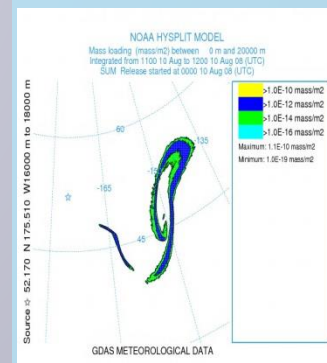 NOAA HYSPLIT MODEL
Mass loading (mass/m2) between 0 m and 20000 m
Integrated from 1100 10 Aug to 1200 10 Aug 08 (UTC)
SUM Release started at 0000 10 Aug 08 (UTC)
Source ☆ 52.170 N 175.510 W16000 m to 18000 m
60
135
-165
45
>1.0E-10 mass/m2
>1.0E-12 mass/m2
>1.0E-14 mass/m2
>1.0E-16 mass/m2
Maximum: 1.1E-10 mass/m2
Minimum: 1.0E-19 mass/m2
GDAS METEOROLOGICAL DATA